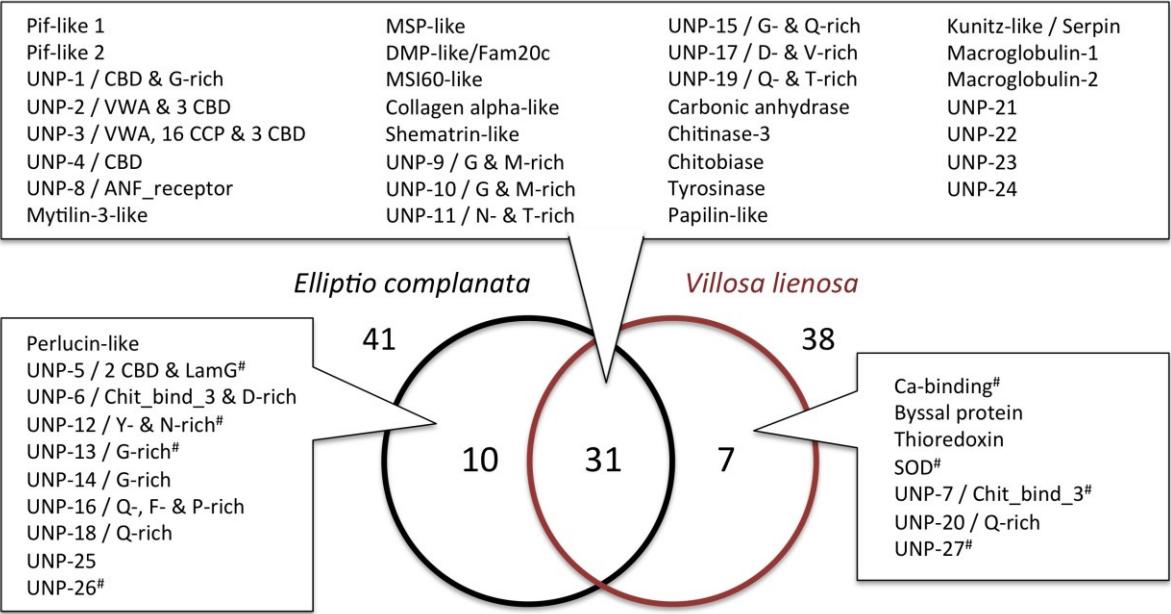 Pif-like 1
Pif-like 2
UNP-1 / CBD & G-rich
UNP-2 / VWA & 3 CBD
UNP-3 / VWA, 16 CCP & 3 CBD
UNP-4 / CBD
UNP-8 / ANF_receptor
Mytilin-3-like
MSP-like
DMP-like/Fam20c
MSI60-like
Collagen alpha-like
Shematrin-like
UNP-9 / G & M-rich
UNP-10 / G & M-rich
UNP-11 / N- & T-rich
UNP-15 / G- & Q-rich
UNP-17 / D- & V-rich
UNP-19 / Q- & T-rich
Carbonic anhydrase
Chitinase-3
Chitobiase
Tyrosinase
Papilin-like
Kunitz-like / Serpin
Macroglobulin-1
Macroglobulin-2
UNP-21
UNP-22
UNP-23
UNP-24
Elliptio complanata
Villosa lienosa
41
38
Perlucin-like
UNP-5 / 2 CBD & LamG#
UNP-6 / Chit_bind_3 & D-rich
UNP-12 / Y- & N-rich#
UNP-13 / G-rich#
UNP-14 / G-rich
UNP-16 / Q-, F- & P-rich
UNP-18 / Q-rich
UNP-25
UNP-26#
10
31
7
Ca-binding#
Byssal protein
Thioredoxin
SOD#
UNP-7 / Chit_bind_3#
UNP-20 / Q-rich
UNP-27#